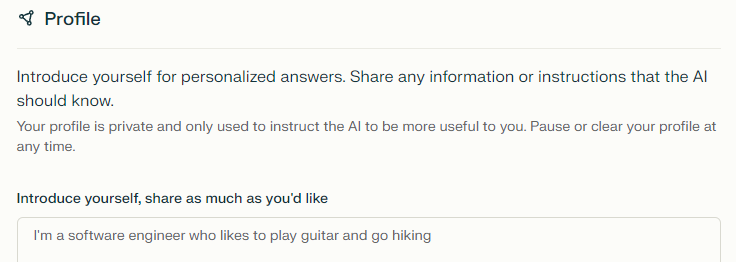 Profile
Introduce yourself for personalized answers. Share any information or instructions that the AI
should know.
Your profile is private and only used to instruct the AI to be more useful to you. Pause or clear your profile at
any time.
Introduce yourself, share as much as you'd like
I'm a software engineer who likes to play guitar and go hiking